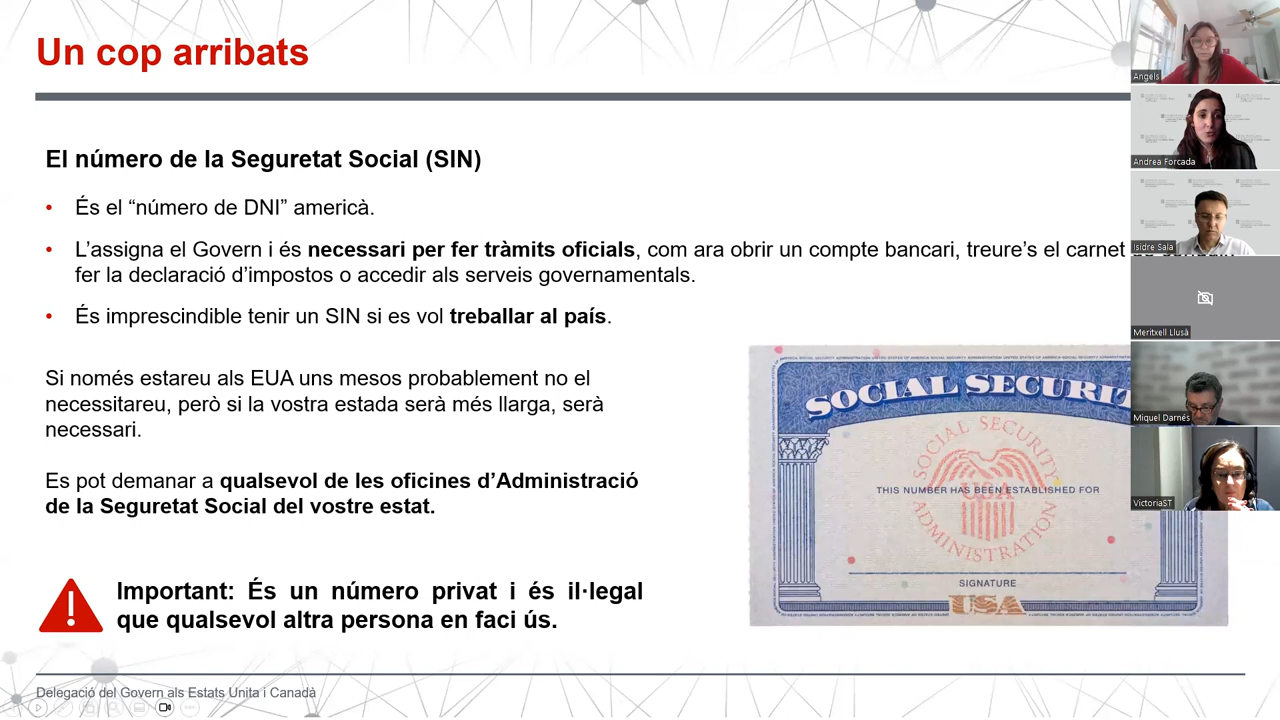 Un cop arribats
El número de la Seguretat Social (SIN)
• És el “número de DNI” americà.
• L’assigna el Govern i és necessari per fer tràmits oficials, com ara obrir un compte bancari, treure’s el carnet
fer la declaració d’impostos o accedir als serveis governamentals.
• És imprescindible tenir un SIN si es vol treballar al país.
Si només estareu als EUA uns mesos probablement no el
necessitareu, però si la vostra estada serà més llarga, serà
necessari.
Es pot demanar a qualsevol de les oficines d’Administració
de la Seguretat Social del vostre estat.
Important: És un número privat i és il·legal
que qualsevol altra persona en faci ús.
SOCIAL SECURIT
SOCIAL SECURITY
ADMINISTRATION
USA
THIS NUMBER HAS BEEN ESTABLISHED FOR
SIGNATURE
USA
Delegació del Govern als Estats Units i Canadà
Angels
Andrea Forcada
Isidre Sala
Meritxell Llusà
Miquel Darnés
VictoriaST